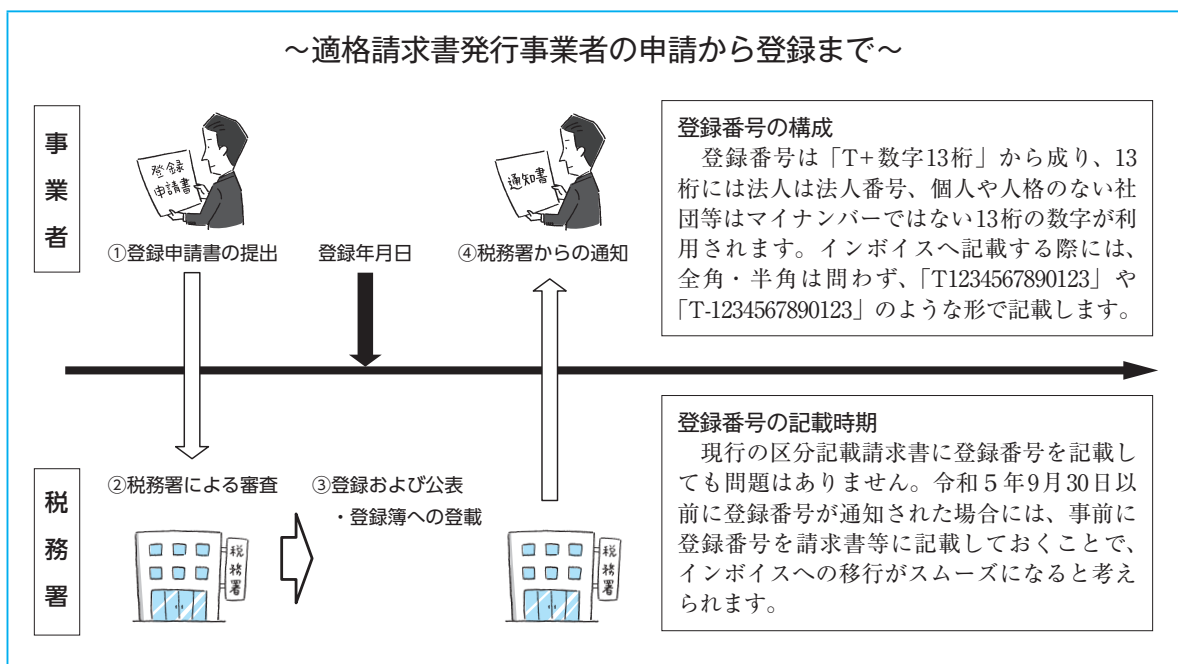 ～適格請求書発行事業者の申請から登録まで～
事業者
登録
申請書
通知書
①登録申請書の提出
登録年月日
④税務署からの通知
登録番号の構成
　登録番号は「T+数字13桁」から成り、13
桁には法人は法人番号、個人や人格のない社
団等はマイナンバーではない13桁の数字が利
用されます。インボイスへ記載する際には、
全角・半角は問わず、「T1234567890123」や
「T-1234567890123」のような形で記載します。
税務署
②税務署による審査
③登録および公表
・登録簿への登載
税務署
税務署
登録番号の記載時期
　現行の区分記載請求書に登録番号を記載し
ても問題はありません。令和５年9月30日以
前に登録番号が通知された場合には、事前に
登録番号を請求書等に記載しておくことで、
インボイスへの移行がスムーズになると考え
られます。